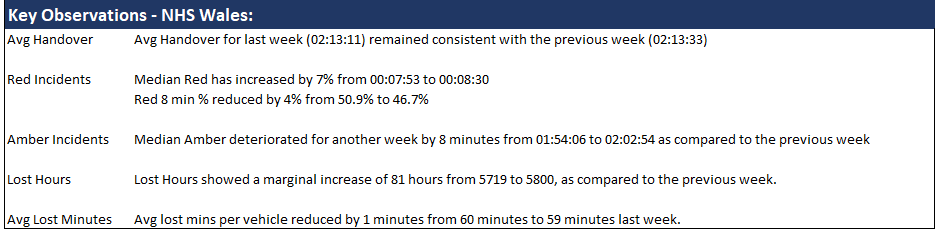 Key Observations - NHS Wales:
Avg Handover Avg Handover for last week (02:13:11) remained consistent with the previous week (02:13:33)
Red Incidents Median Red has increased by 7% from 00:07:53 to 00:08:30
Red 8 min % reduced by 4% from 50.9% to 46.7%
Amber Incidents Median Amber deteriorated for another week by 8 minutes from 01:54:06 to 02:02:54 as compared to the previous week
Lost Hours Lost Hours showed a marginal increase of 81 hours from 5719 to 5800, as compared to the previous week.
Avg Lost Minutes Avg lost mins per vehicle reduced by 1 minutes from 60 minutes to 59 minutes last week.